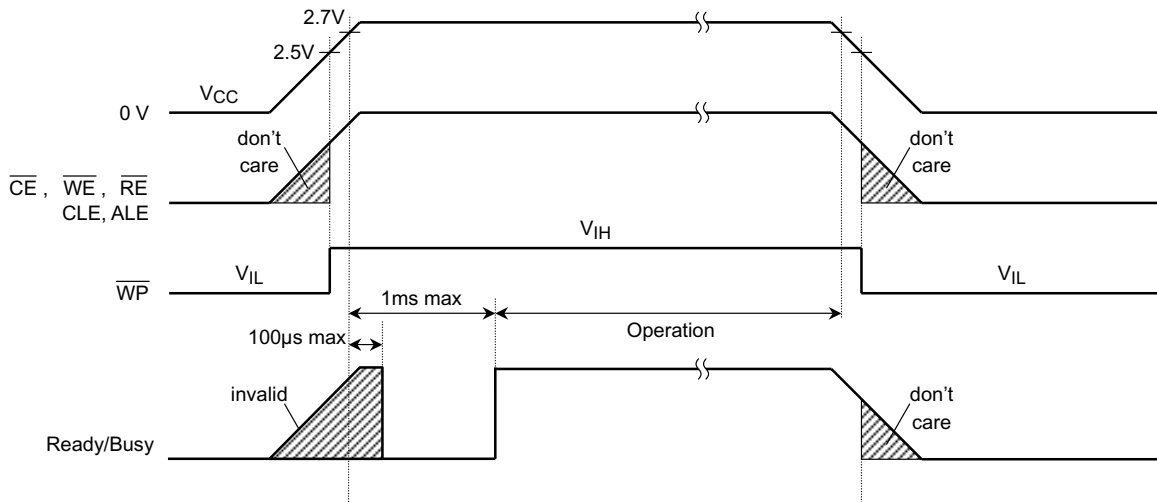 2.7V
2.5V
VCC
0 V
don't
care
don't
care
CE , WE , RE
CLE, ALE
VIH
VIL
VIL
WP
1ms max
Operation
100µs max
invalid
don't
care
Ready/Busy